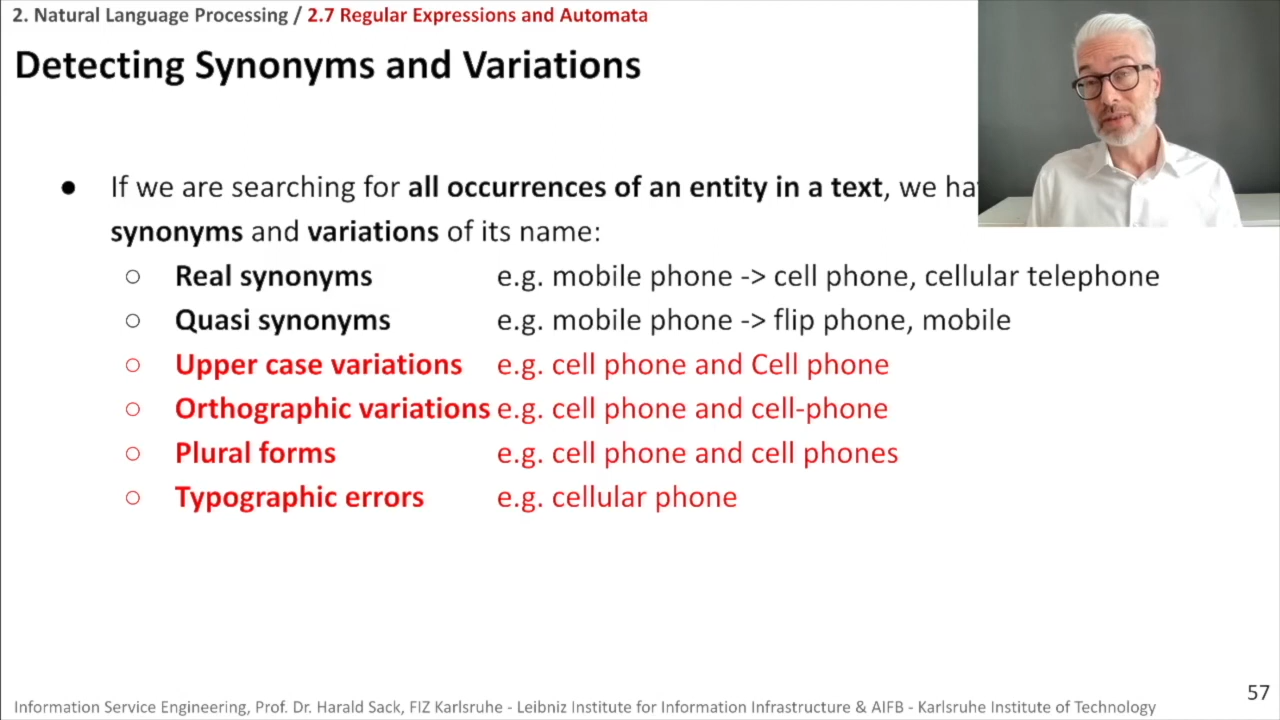 2. Natural Language Processing / 2.7 Regular Expressions and Automata
Detecting Synonyms and Variations
● If we are searching for all occurrences of an entity in a text, we ha
synonyms and variations of its name:
○ Real synonyms e.g. mobile phone -> cell phone, cellular telephone
○ Quasi synonyms e.g. mobile phone -> flip phone, mobile
○ Upper case variations e.g. cell phone and Cell phone
○ Orthographic variations e.g. cell phone and cell-phone
○ Plural forms e.g. cell phone and cell phones
○ Typographic errors e.g. cellular phone
57
Information Service Engineering, Prof. Dr. Harald Sack, FIZ Karlsruhe - Leibniz Institute for Information Infrastructure & AIFB - Karlsruhe Institute of Technology